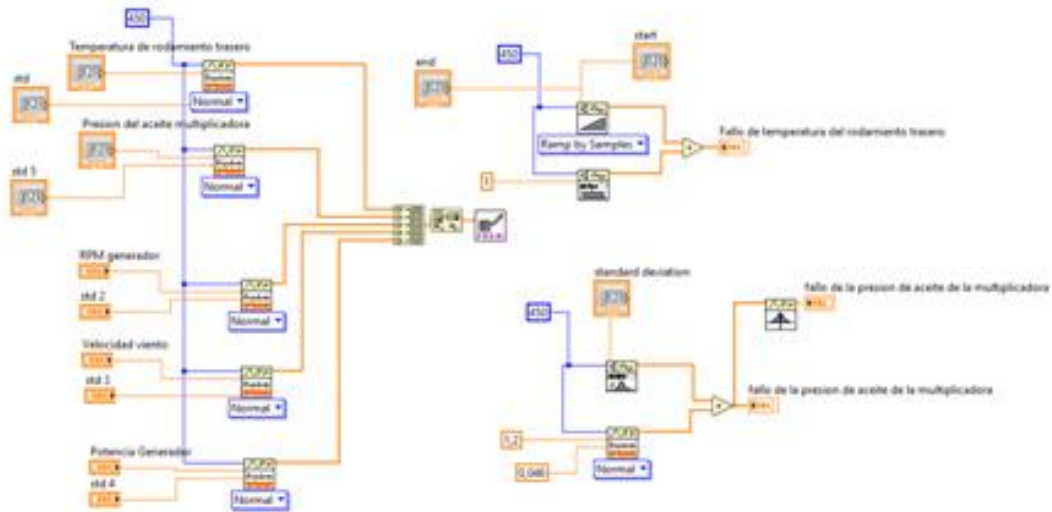 450
Temperatura de rodamiento trasero
std
Normal
Presion del aceite multiplicadora
std 5
Normal
RPM generador
std 2
Normal
Velocidad viento
std 3
Normal
Potencia Generador
std 4
Normal
start
450
end
Ramp by Samples
Fallo de temperatura del rodamiento trasero
1
standard deviation
450
fallo de la presion de aceite de la multiplicadora
fallo de la presion de aceite de la multiplicadora
1,2
0,048
Normal